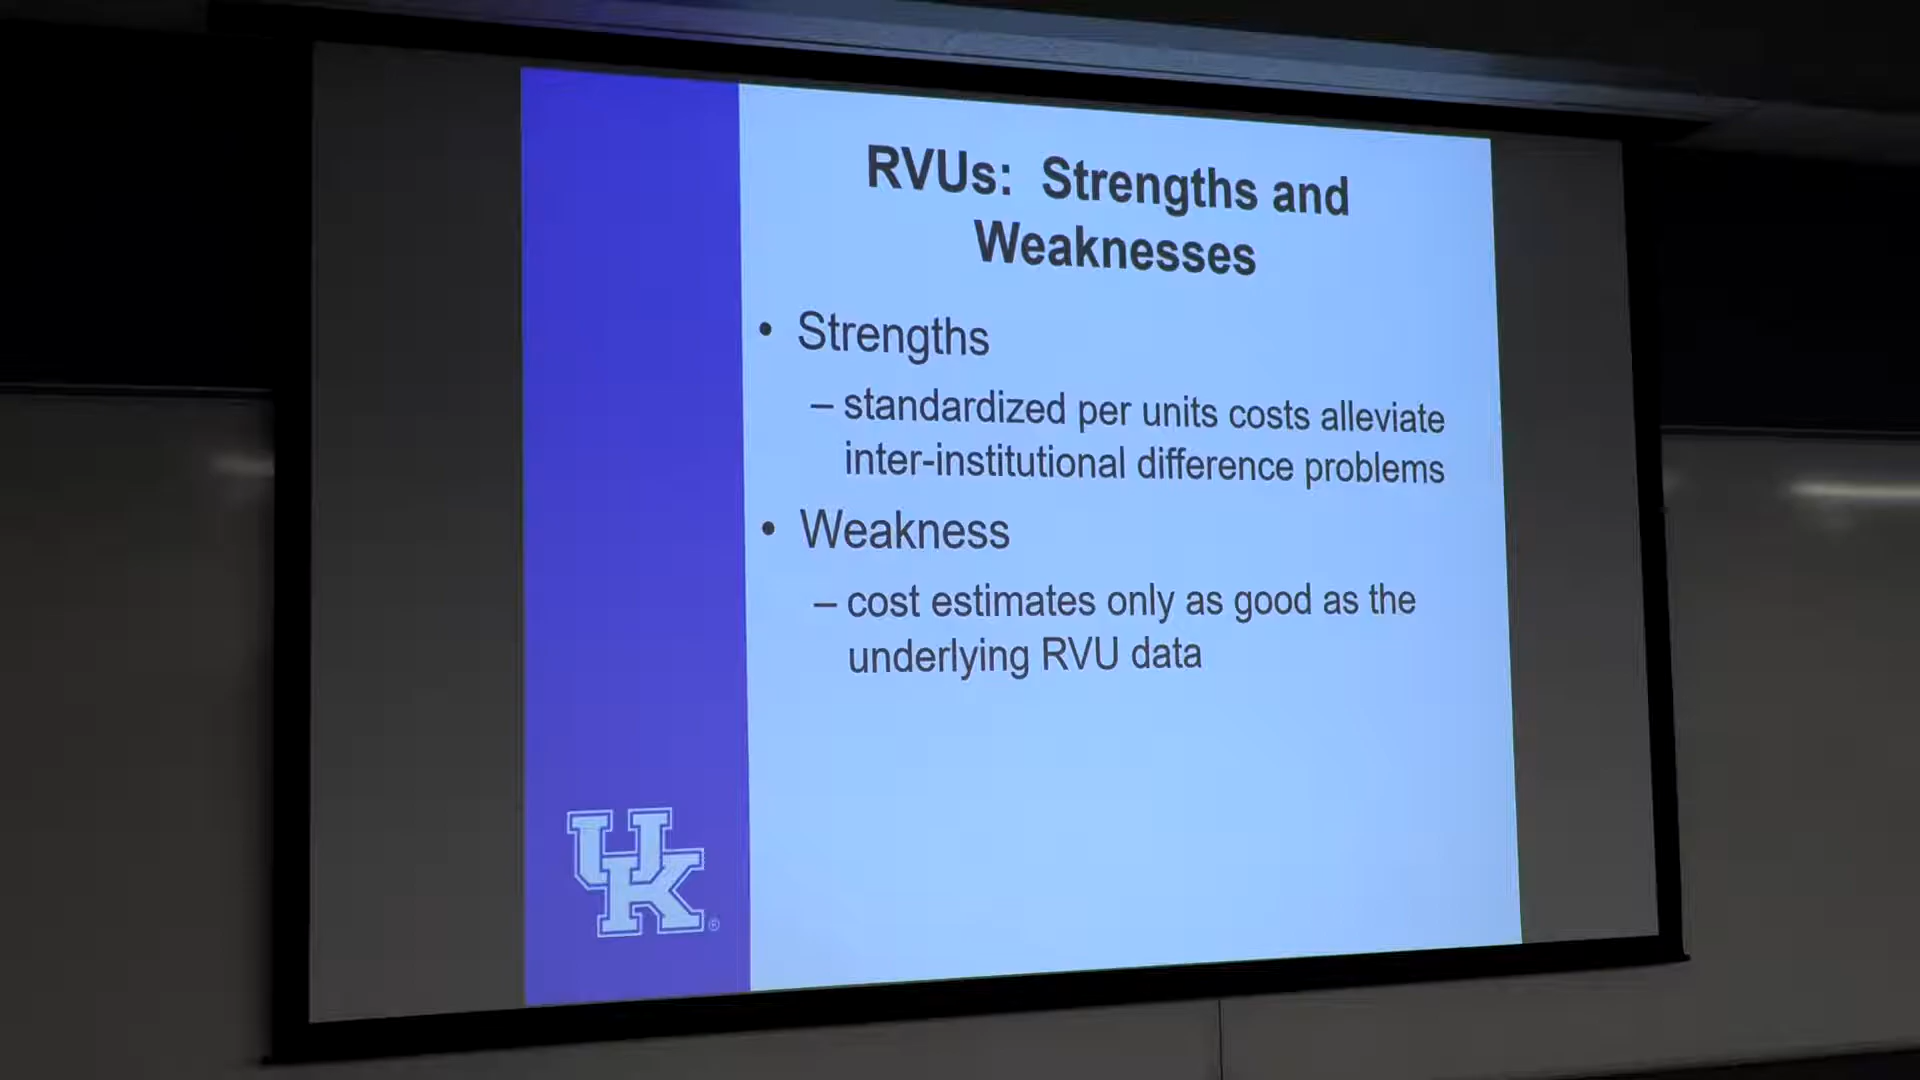 RVUs: Strengths and
Weaknesses
• Strengths
– standardized per units costs alleviate
inter-institutional difference problems
• Weakness
– cost estimates only as good as the
underlying RVU data
UK
®